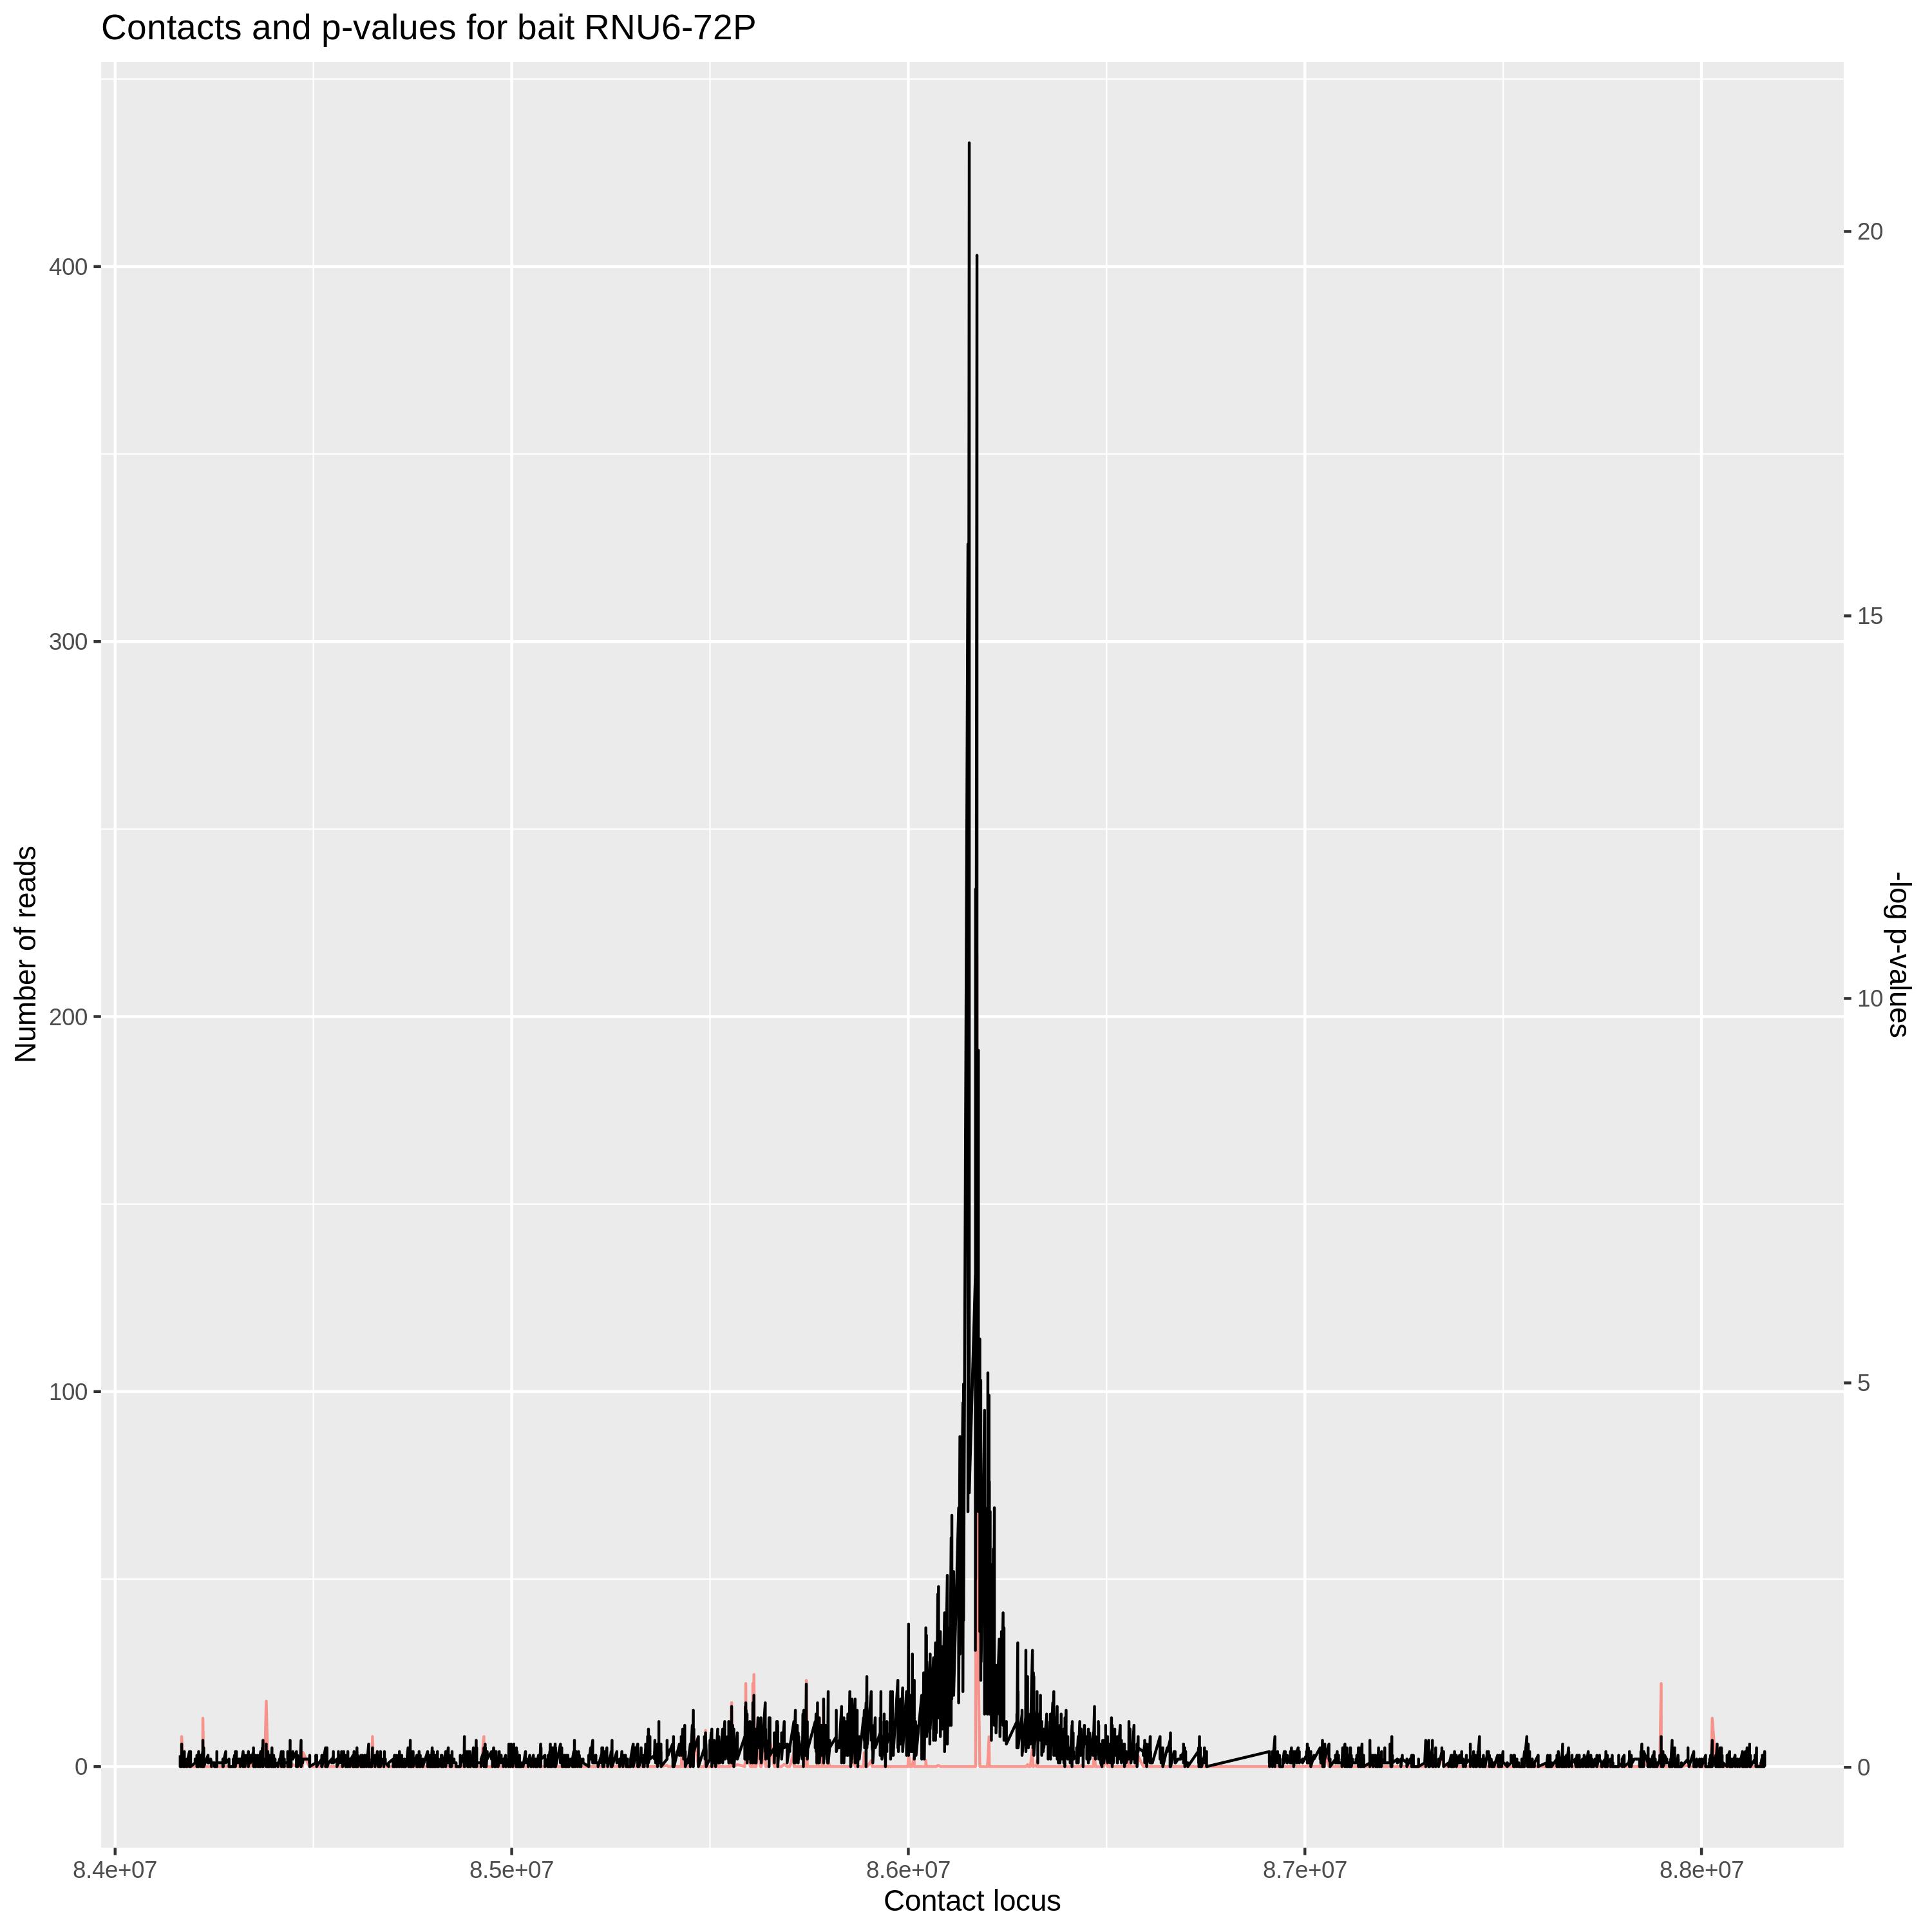 Contacts and p-values for bait RNU6-72P
400
300
200
100
0
Number of reads
20
15
10
5
0
-log p-values
8.4e+07
8.5e+07
8.6e+07
8.7e+07
8.8e+07
Contact locus